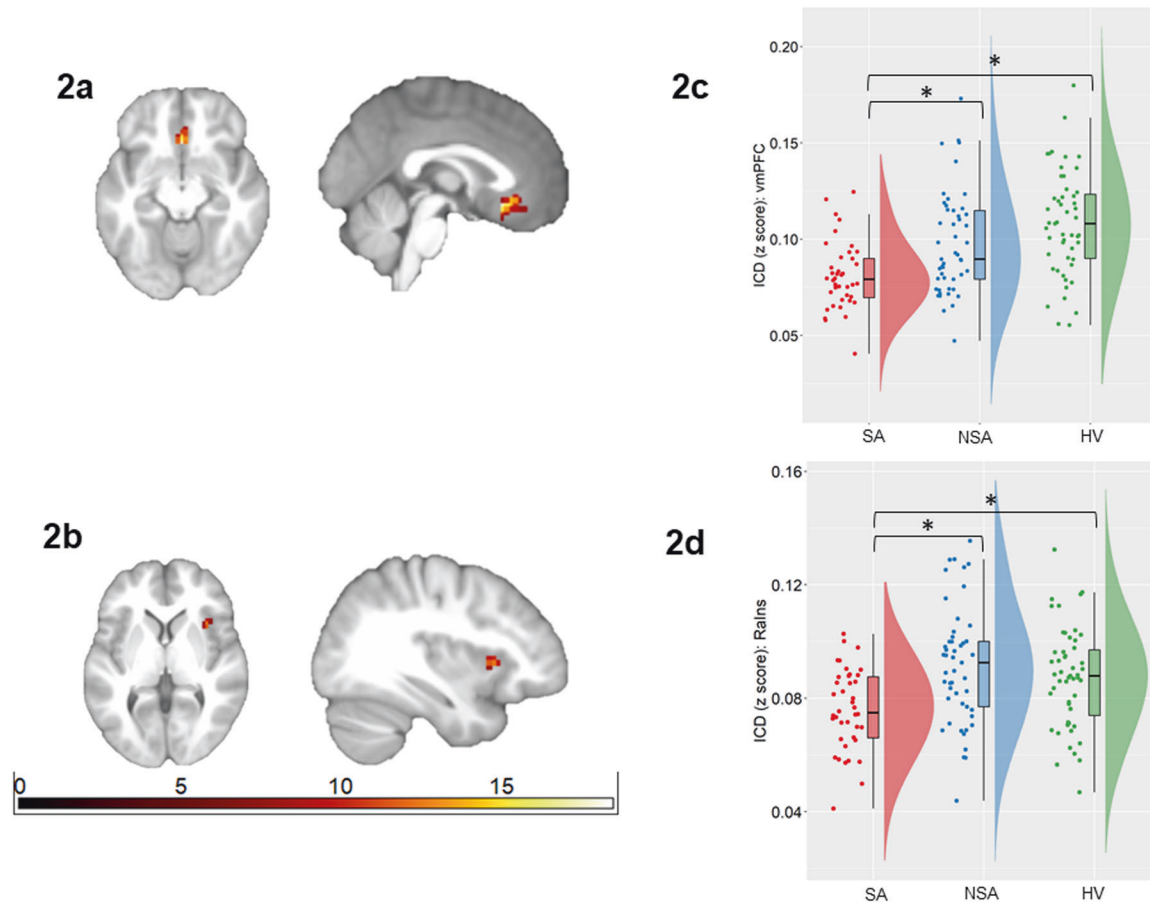 2a
2b
0 5 10 15
2c
ICD (z score): vmPFC
0.20
0.15
0.10
0.05
*
*
SA NSA HV
2d
ICD (z score): RaIns
0.16
0.12
0.08
0.04
*
*
SA NSA HV